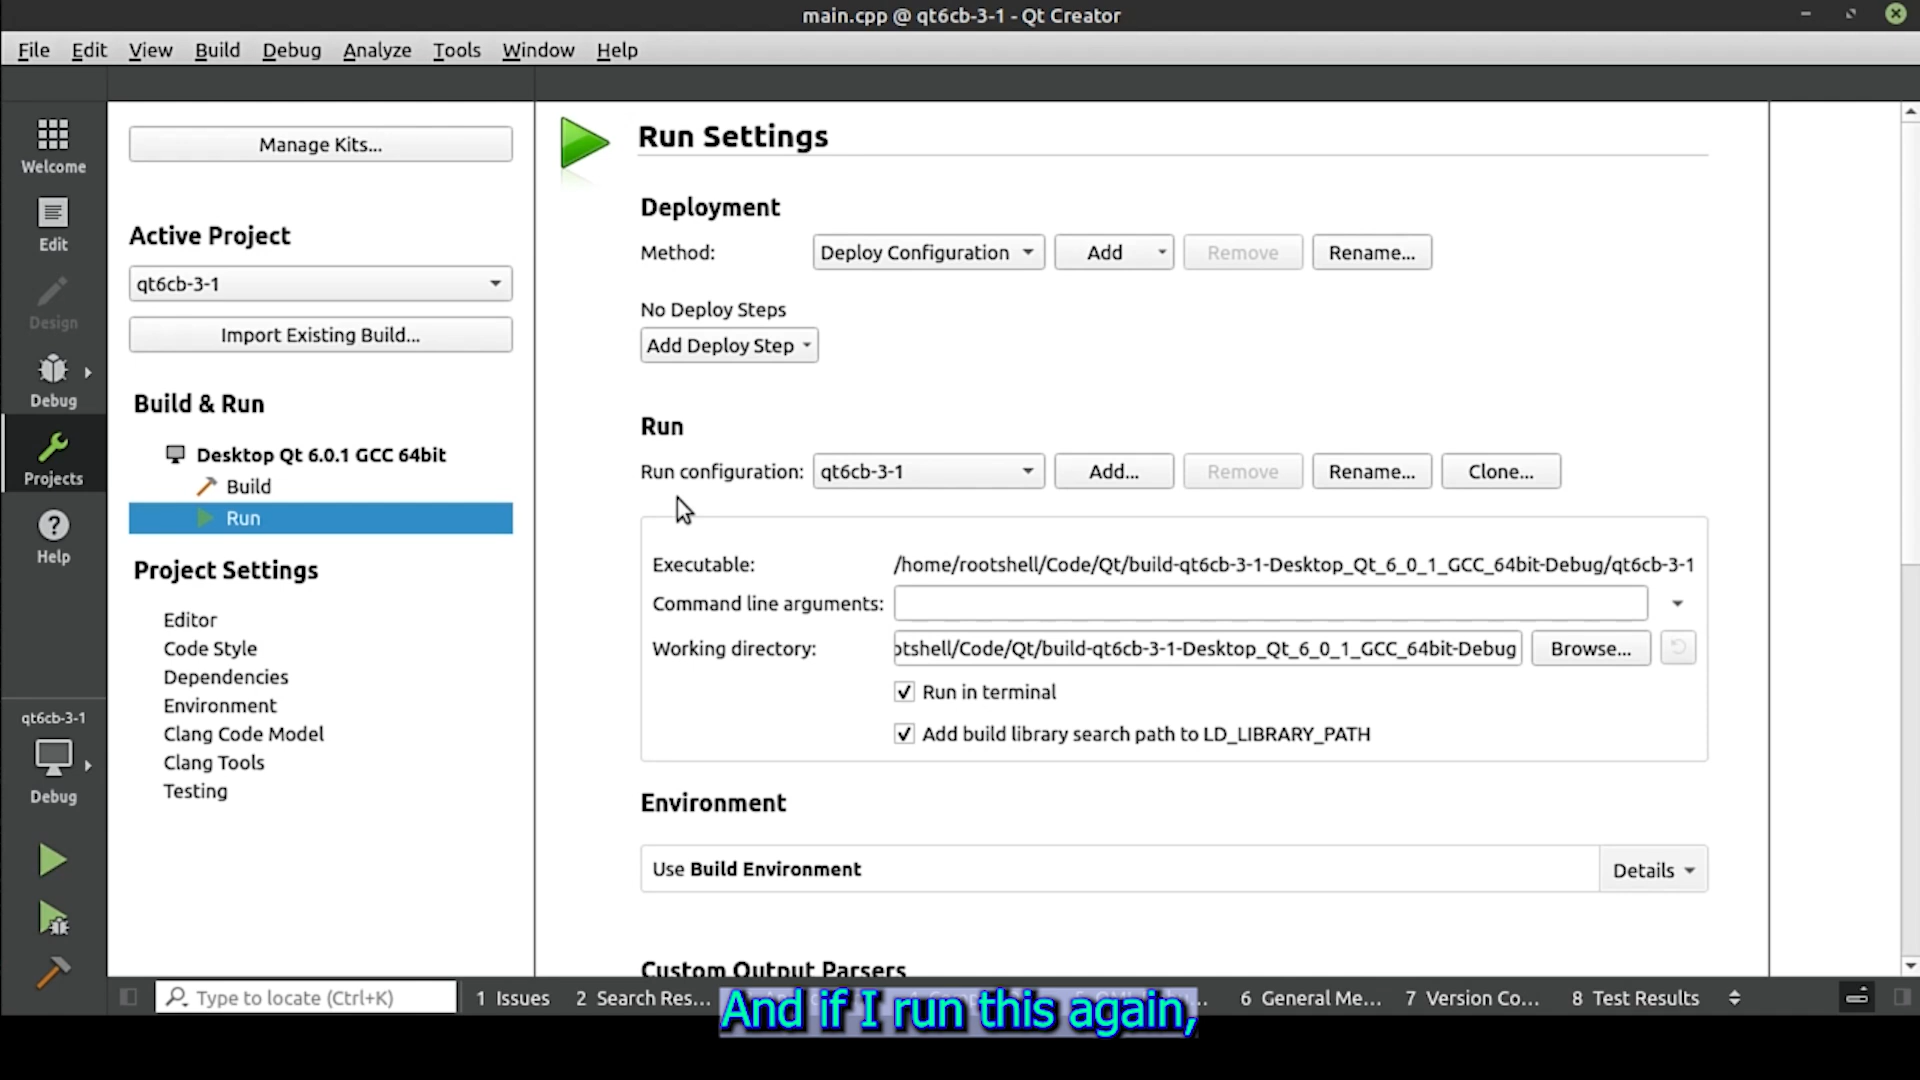 main.cpp @ qt6cb-3-1 - Qt Creator
File Edit View Build Debug Analyze Tools Window Help
Welcome
Edit
Design
Debug
Projects
Help
qt6cb-3-1
Debug
Manage Kits...
Active Project
qt6cb-3-1
Import Existing Build...
Build & Run
Desktop Qt 6.0.1 GCC 64bit
Build
Run
Project Settings
Editor
Code Style
Dependencies
Environment
Clang Code Model
Clang Tools
Testing
Run Settings
Deployment
Method: Deploy Configuration Add Remove Rename...
No Deploy Steps
Add Deploy Step
Run
Run configuration: qt6cb-3-1 Add... Remove Rename... Clone...
Executable: /home/rootshell/Code/Qt/build-qt6cb-3-1-Desktop_Qt_6_0_1_GCC_64bit-Debug/qt6cb-3-1
Command line arguments:
Working directory: otshell/Code/Qt/build-qt6cb-3-1-Desktop_Qt_6_0_1_GCC_64bit-Debug Browse...
Run in terminal
Add build library search path to LD_LIBRARY_PATH
Environment
Use Build Environment Details
Custom Output Parsers
Type to locate (Ctrl+K) 1 Issues 2 Search Res... 6 General Me... 7 Version Co... 8 Test Results
And if I run this again,